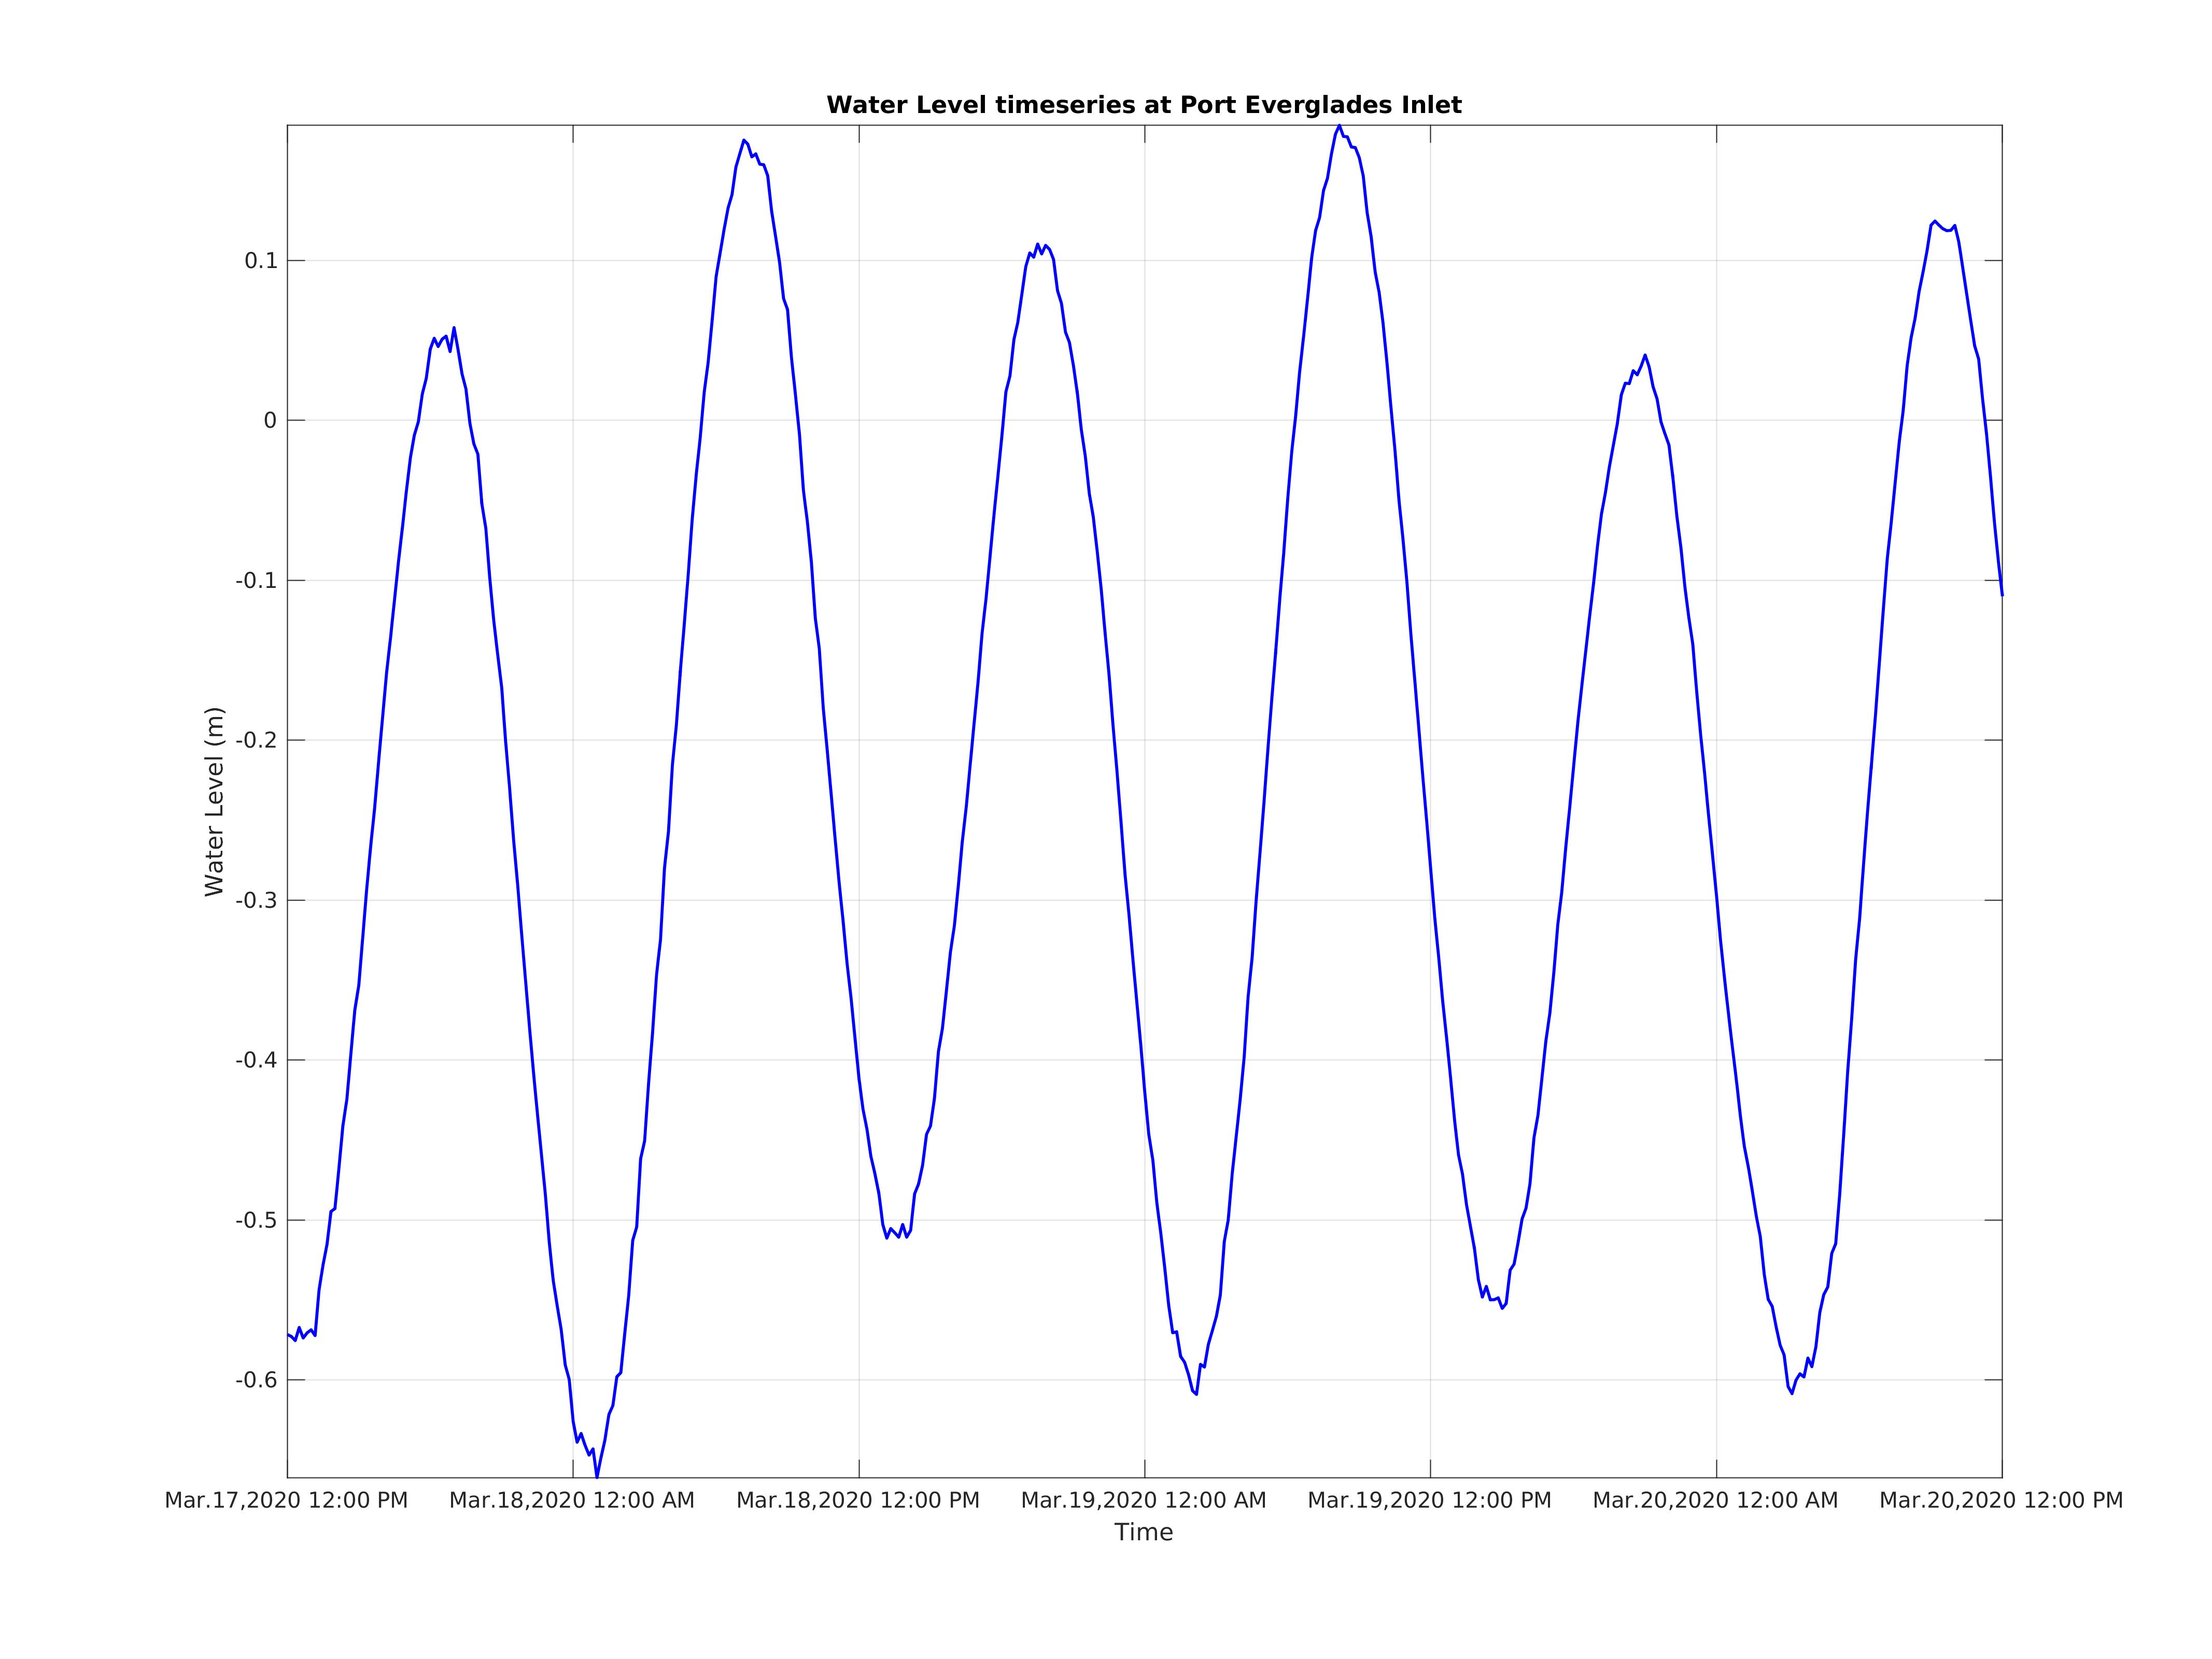 Water Level timeseries at Port Everglades Inlet
0.1
0
-0.1
-0.2
-0.3
-0.4
-0.5
-0.6
Water Level (m)
Mar.17,2020 12:00 PM Mar.18,2020 12:00 AM Mar.18,2020 12:00 PM Mar.19,2020 12:00 AM Mar.19,2020 12:00 PM Mar.20,2020 12:00 AM Mar.20,2020 12:00 PM
Time